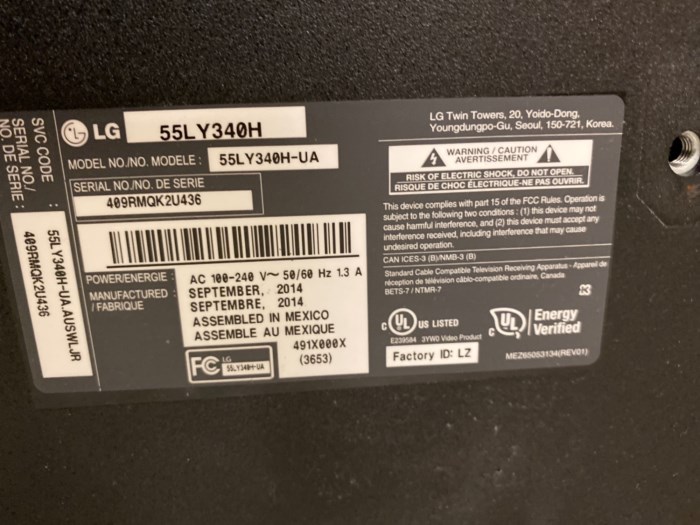 LG 55LY340H
MODEL NO./NO. MODELE : 55LY340H-UA
SERIAL NO./NO. DE SERIE
409RMQK2U436
POWER/ENERGIE : AC 100-240 V~ 50/60 Hz 1.3 A
MANUFACTURED : SEPTEMBER, 2014
/ FABRIQUE SEPTEMBRE, 2014
ASSEMBLED IN MEXICO
ASSEMBLE AU MEXIQUE
491X000X
(3653)
FC LG
55LY340H-UA
SVC CODE :
SERIAL NO./
NO. DE SERIE :
55LY340H-UA.AUSWLJR
409RMQK2U436
LG Twin Towers, 20, Yoido-Dong,
Youngdungpo-Gu, Seoul, 150-721, Korea.
WARNING / CAUTION
AVERTISSEMENT
RISK OF ELECTRIC SHOCK, DO NOT OPEN.
RISQUE DE CHOC ÉLECTRIQUE-NE PAS OUVRIR.
This device complies with part 15 of the FCC Rules. Operation is
subject to the following two conditions : (1) this device may not
cause harmful interference, and (2) this device must accept any
interference received, including interference that may cause
undesired operation.
CAN ICES-3 (B)/NMB-3 (B)
Standard Cable Compatible Television Receiving Apparatus - Appareil de
réception de télévision câblo-compatible ordinaire, Canada
BETS-7 / NTMR-7
c UL US LISTED
E239584 3YW0 Video Product
c UL Energy
Verified
Factory ID: LZ
MEZ65053134(REV01)